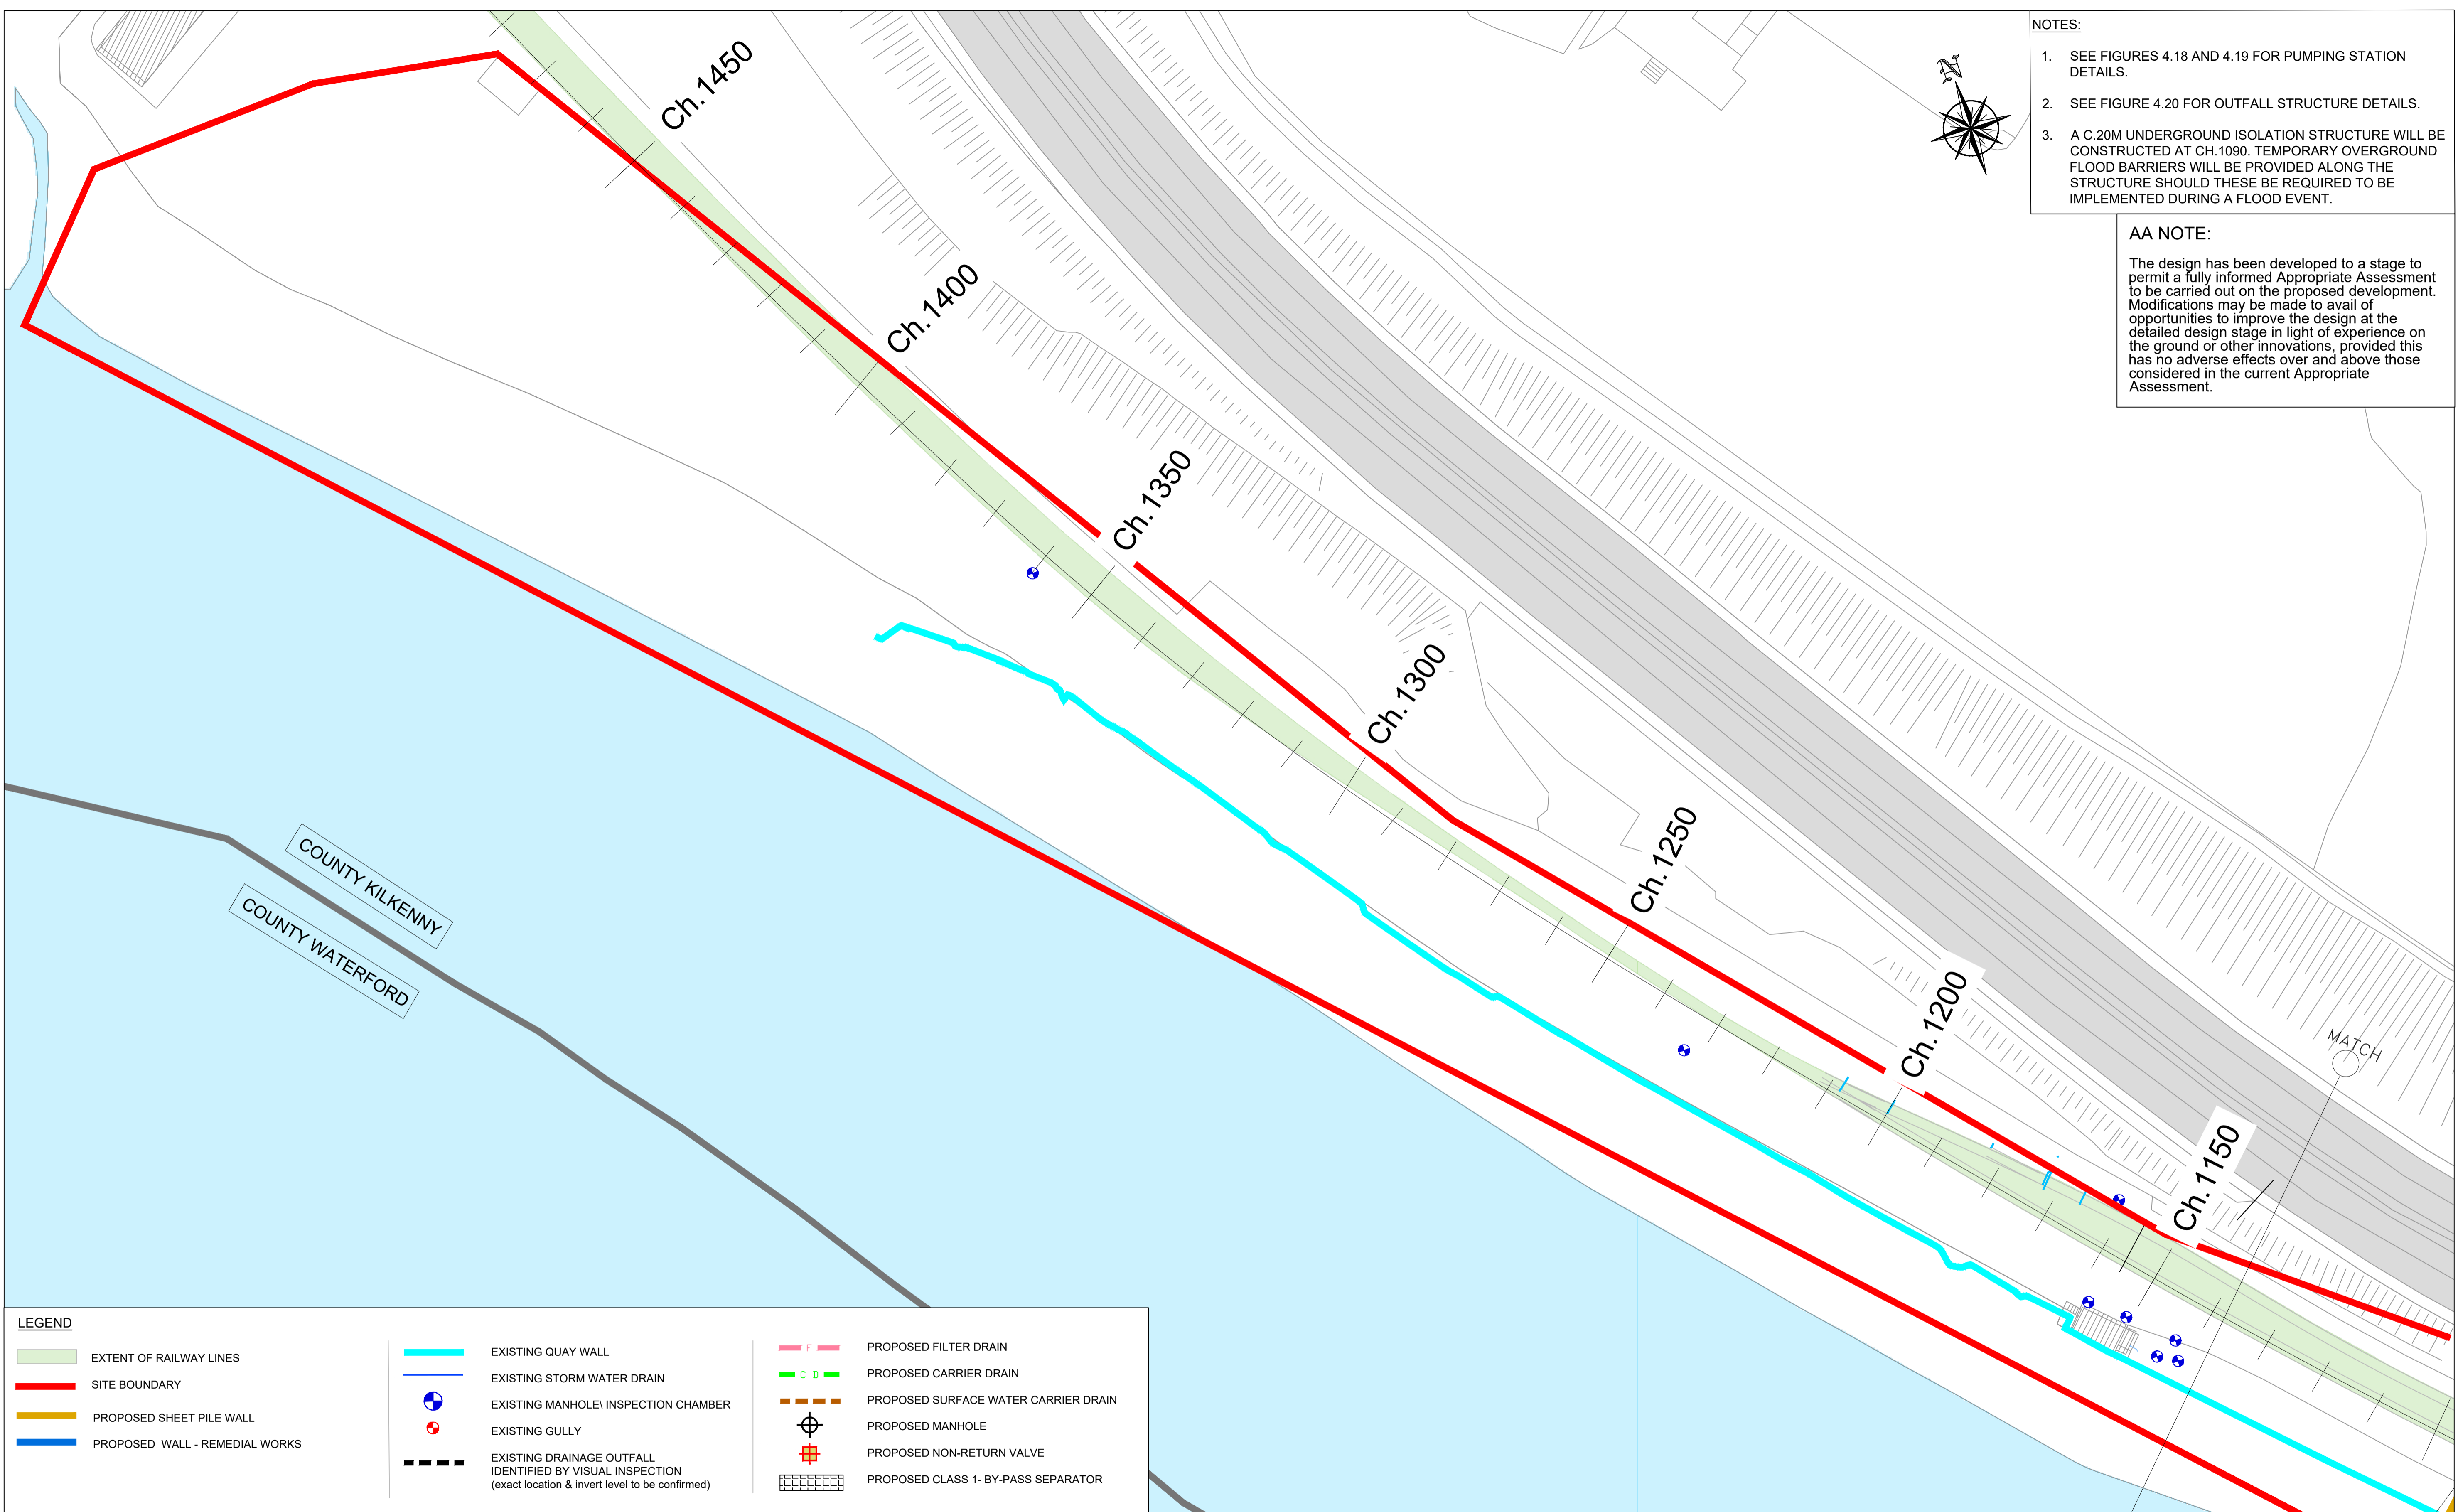 NOTES:
1. SEE FIGURES 4.18 AND 4.19 FOR PUMPING STATION
DETAILS.
2. SEE FIGURE 4.20 FOR OUTFALL STRUCTURE DETAILS.
3. A C.20M UNDERGROUND ISOLATION STRUCTURE WILL BE
CONSTRUCTED AT CH.1090. TEMPORARY OVERGROUND
FLOOD BARRIERS WILL BE PROVIDED ALONG THE
STRUCTURE SHOULD THESE BE REQUIRED TO BE
IMPLEMENTED DURING A FLOOD EVENT.
AA NOTE:
The design has been developed to a stage to
permit a fully informed Appropriate Assessment
to be carried out on the proposed development.
Modifications may be made to avail of
opportunities to improve the design at the
detailed design stage in light of experience on
the ground or other innovations, provided this
has no adverse effects over and above those
considered in the current Appropriate
Assessment.
N
Ch.1450
Ch.1400
Ch.1350
Ch.1300
Ch.1250
Ch.1200
Ch.1150
MATCH
COUNTY KILKENNY
COUNTY WATERFORD
LEGEND
EXTENT OF RAILWAY LINES
SITE BOUNDARY
PROPOSED SHEET PILE WALL
PROPOSED WALL - REMEDIAL WORKS
EXISTING QUAY WALL
EXISTING STORM WATER DRAIN
EXISTING MANHOLE\ INSPECTION CHAMBER
EXISTING GULLY
EXISTING DRAINAGE OUTFALL
IDENTIFIED BY VISUAL INSPECTION
(exact location & invert level to be confirmed)
F PROPOSED FILTER DRAIN
C D PROPOSED CARRIER DRAIN
PROPOSED SURFACE WATER CARRIER DRAIN
PROPOSED MANHOLE
PROPOSED NON-RETURN VALVE
PROPOSED CLASS 1- BY-PASS SEPARATOR